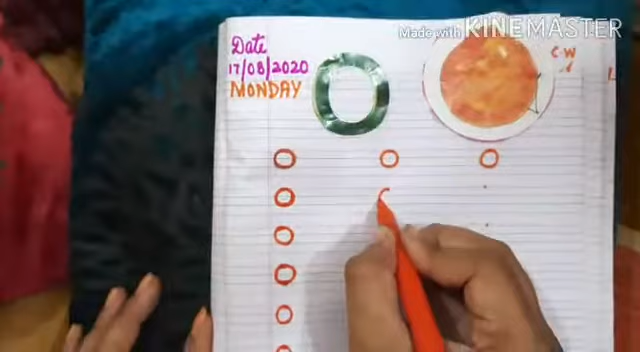 Made with KINEMASTER
Date
17/08/2020
MONDAY
C.W
O
O O O
O
O
O
O